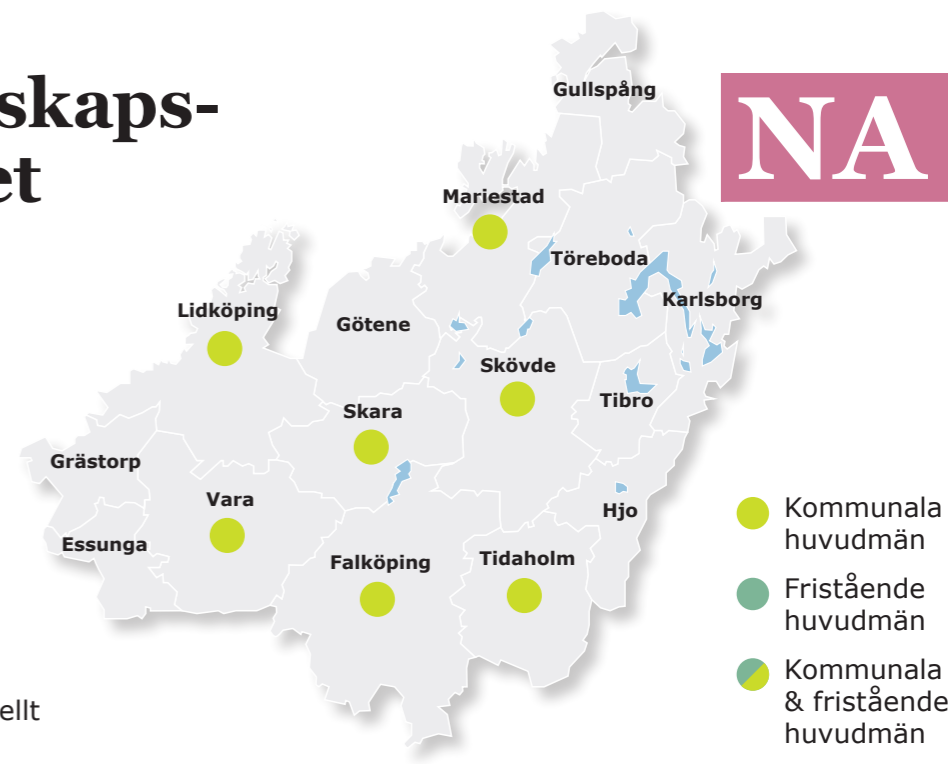 skaps-
et
NA
Gullspång
Mariestad
Töreboda
Karlsborg
Lidköping
Götene
Skövde
Tibro
Skara
Grästorp
Vara
Hjo
Essunga
Falköping
Tidaholm
Kommunala
huvudmän
Fristående
huvudmän
Kommunala
& fristående
huvudmän
ellt